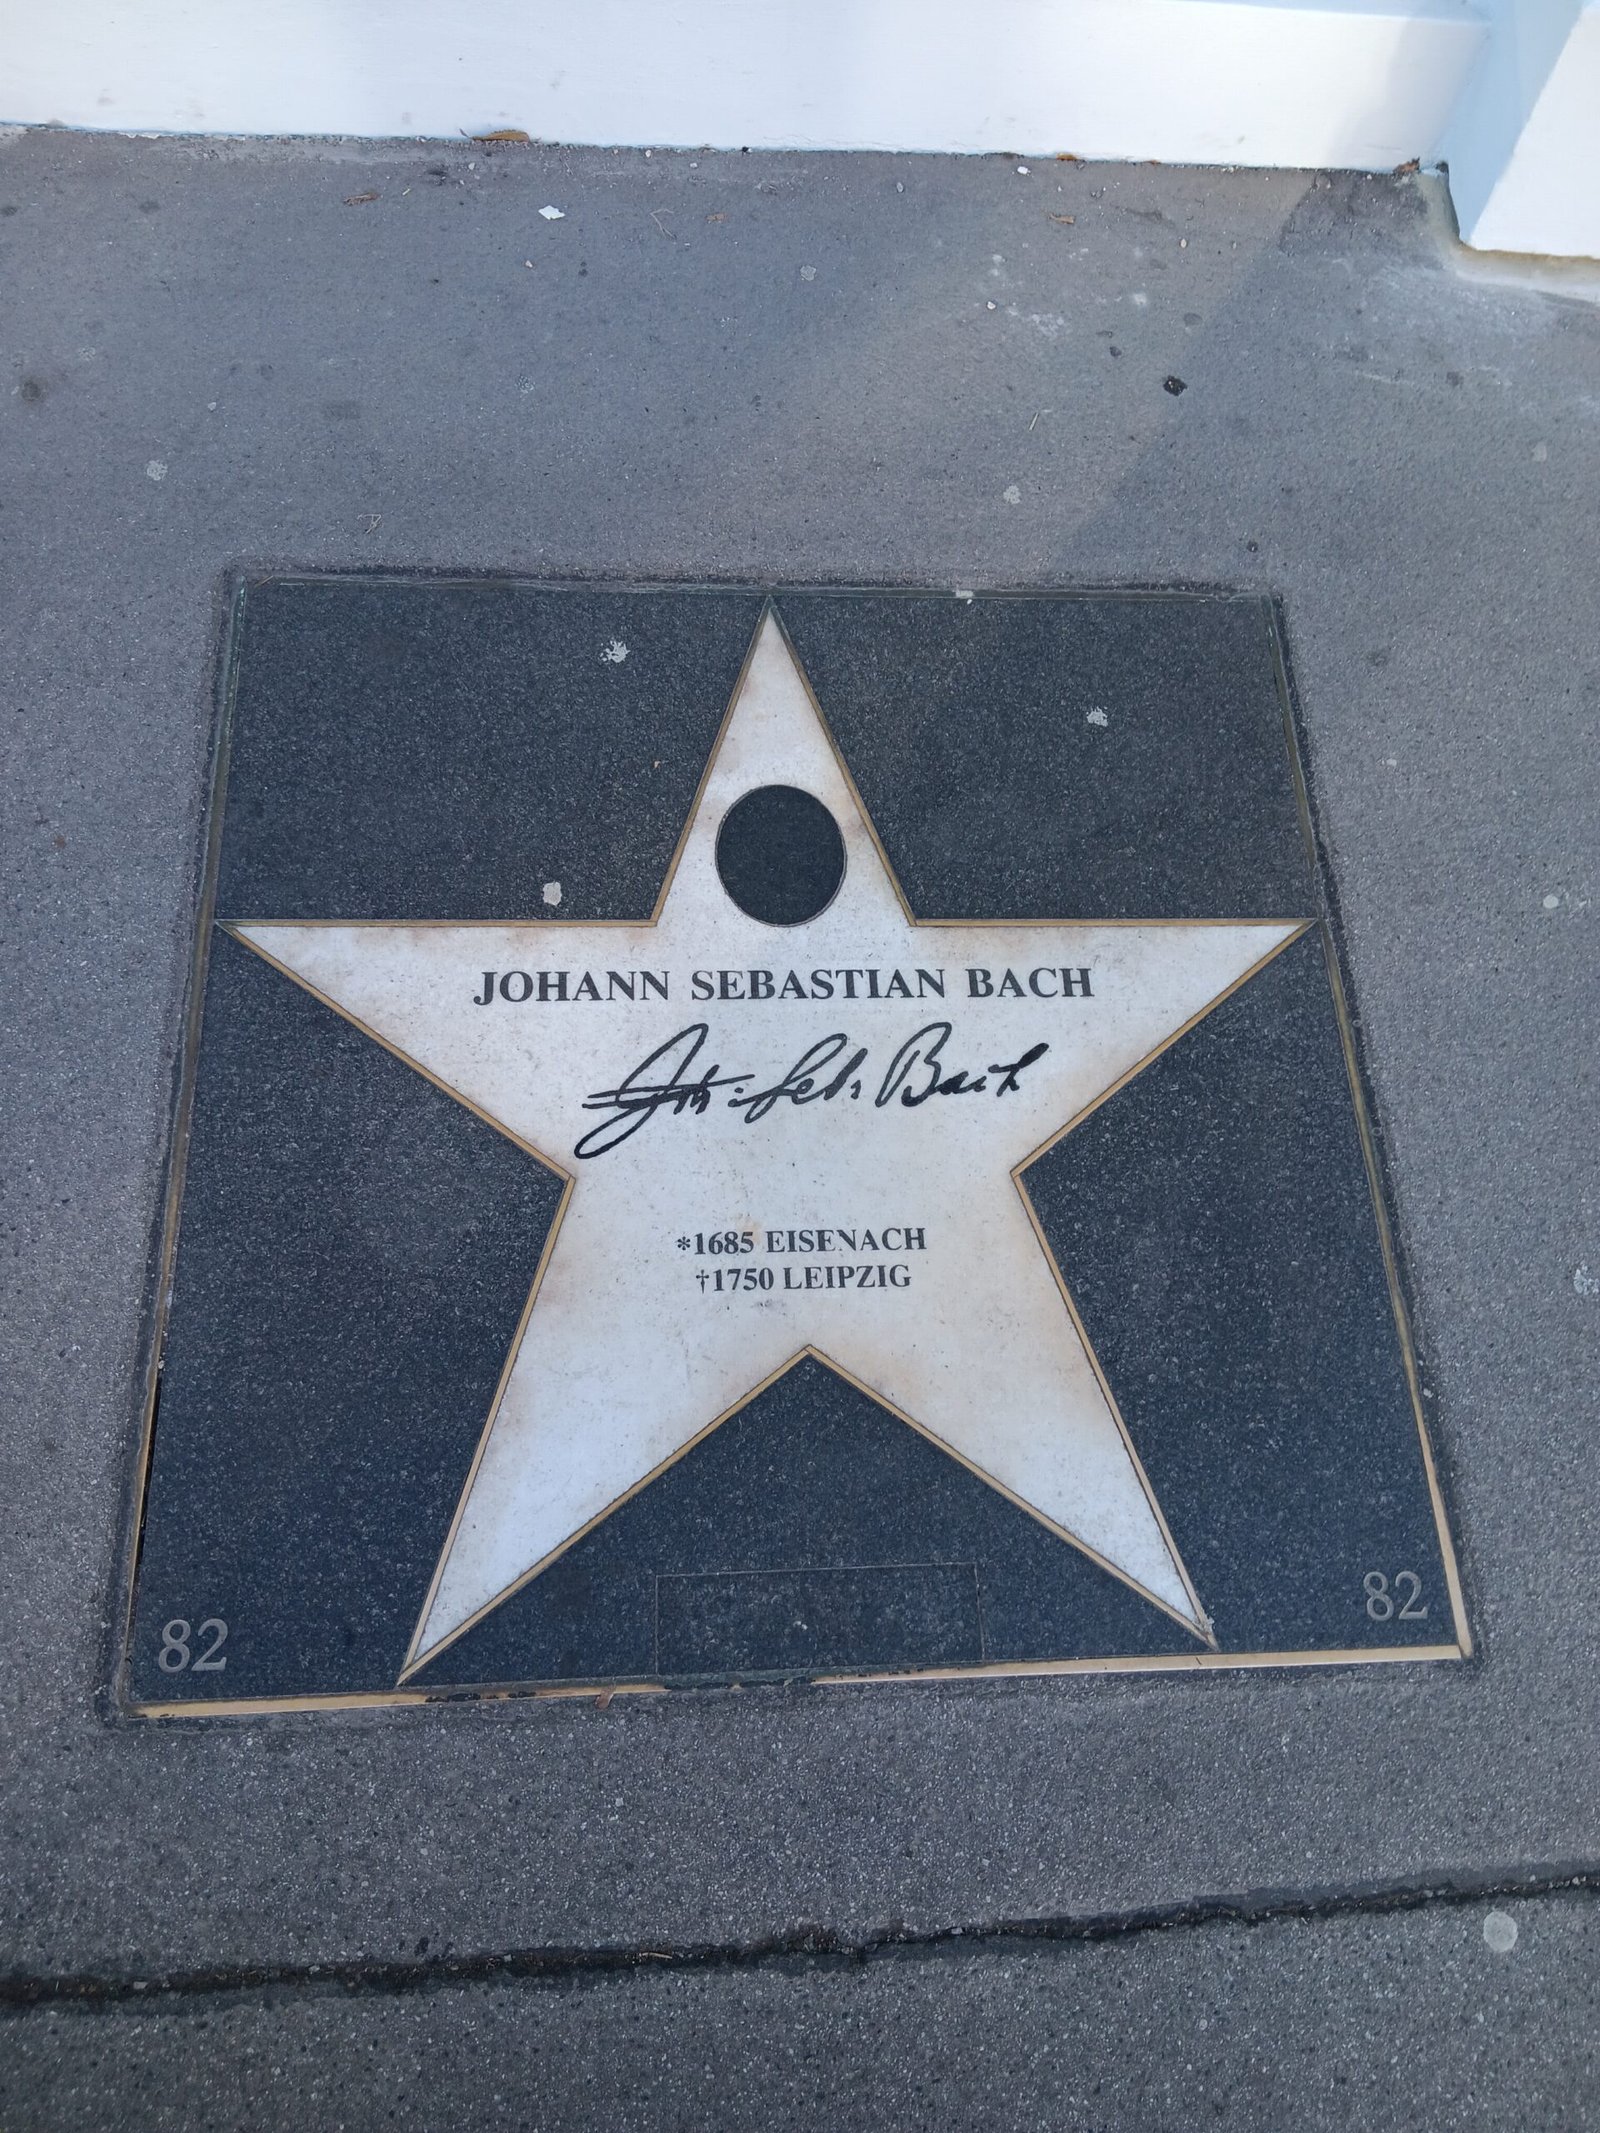 JOHANN SEBASTIAN BACH
Joh: Seb: Bach
*1685 EISENACH
†1750 LEIPZIG
82
82